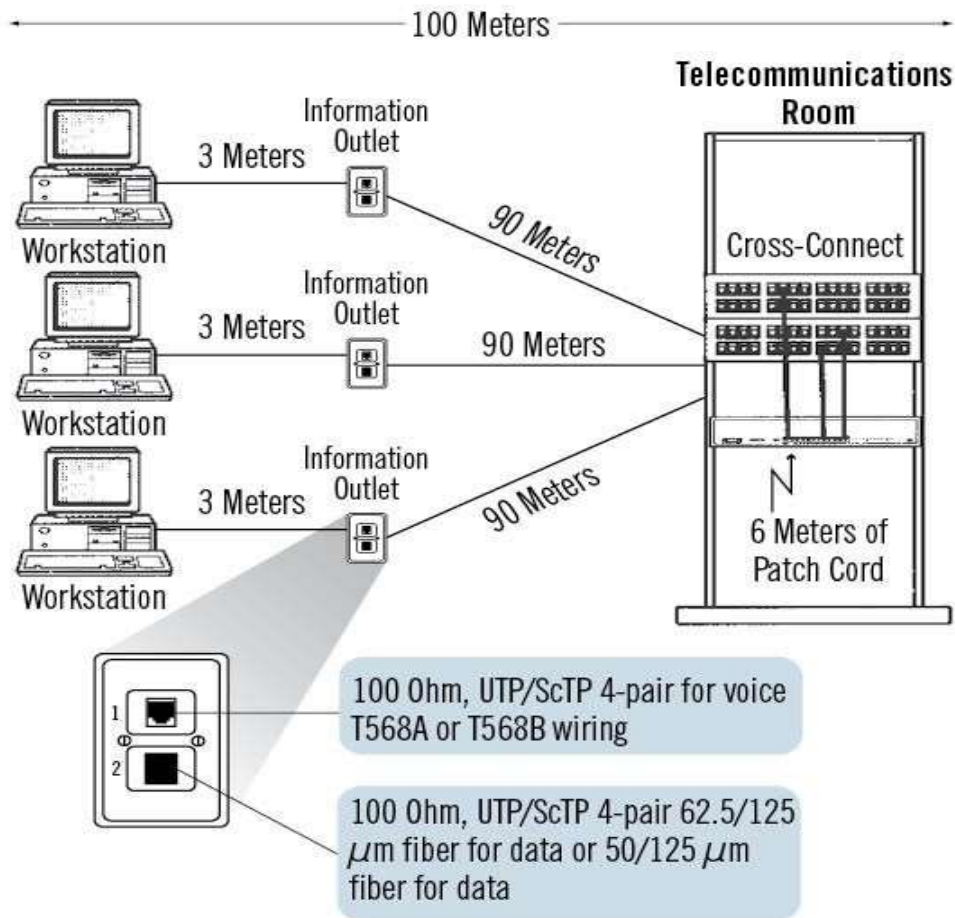 100 Meters
Telecommunications
Room
Information
Outlet
3 Meters
Workstation
90 Meters
Cross-Connect
Information
Outlet
3 Meters
Workstation
90 Meters
Information
Outlet
3 Meters
Workstation
90 Meters
6 Meters of
Patch Cord
1
2
100 Ohm, UTP/ScTP 4-pair for voice
T568A or T568B wiring
100 Ohm, UTP/ScTP 4-pair 62.5/125
μm fiber for data or 50/125 μm
fiber for data